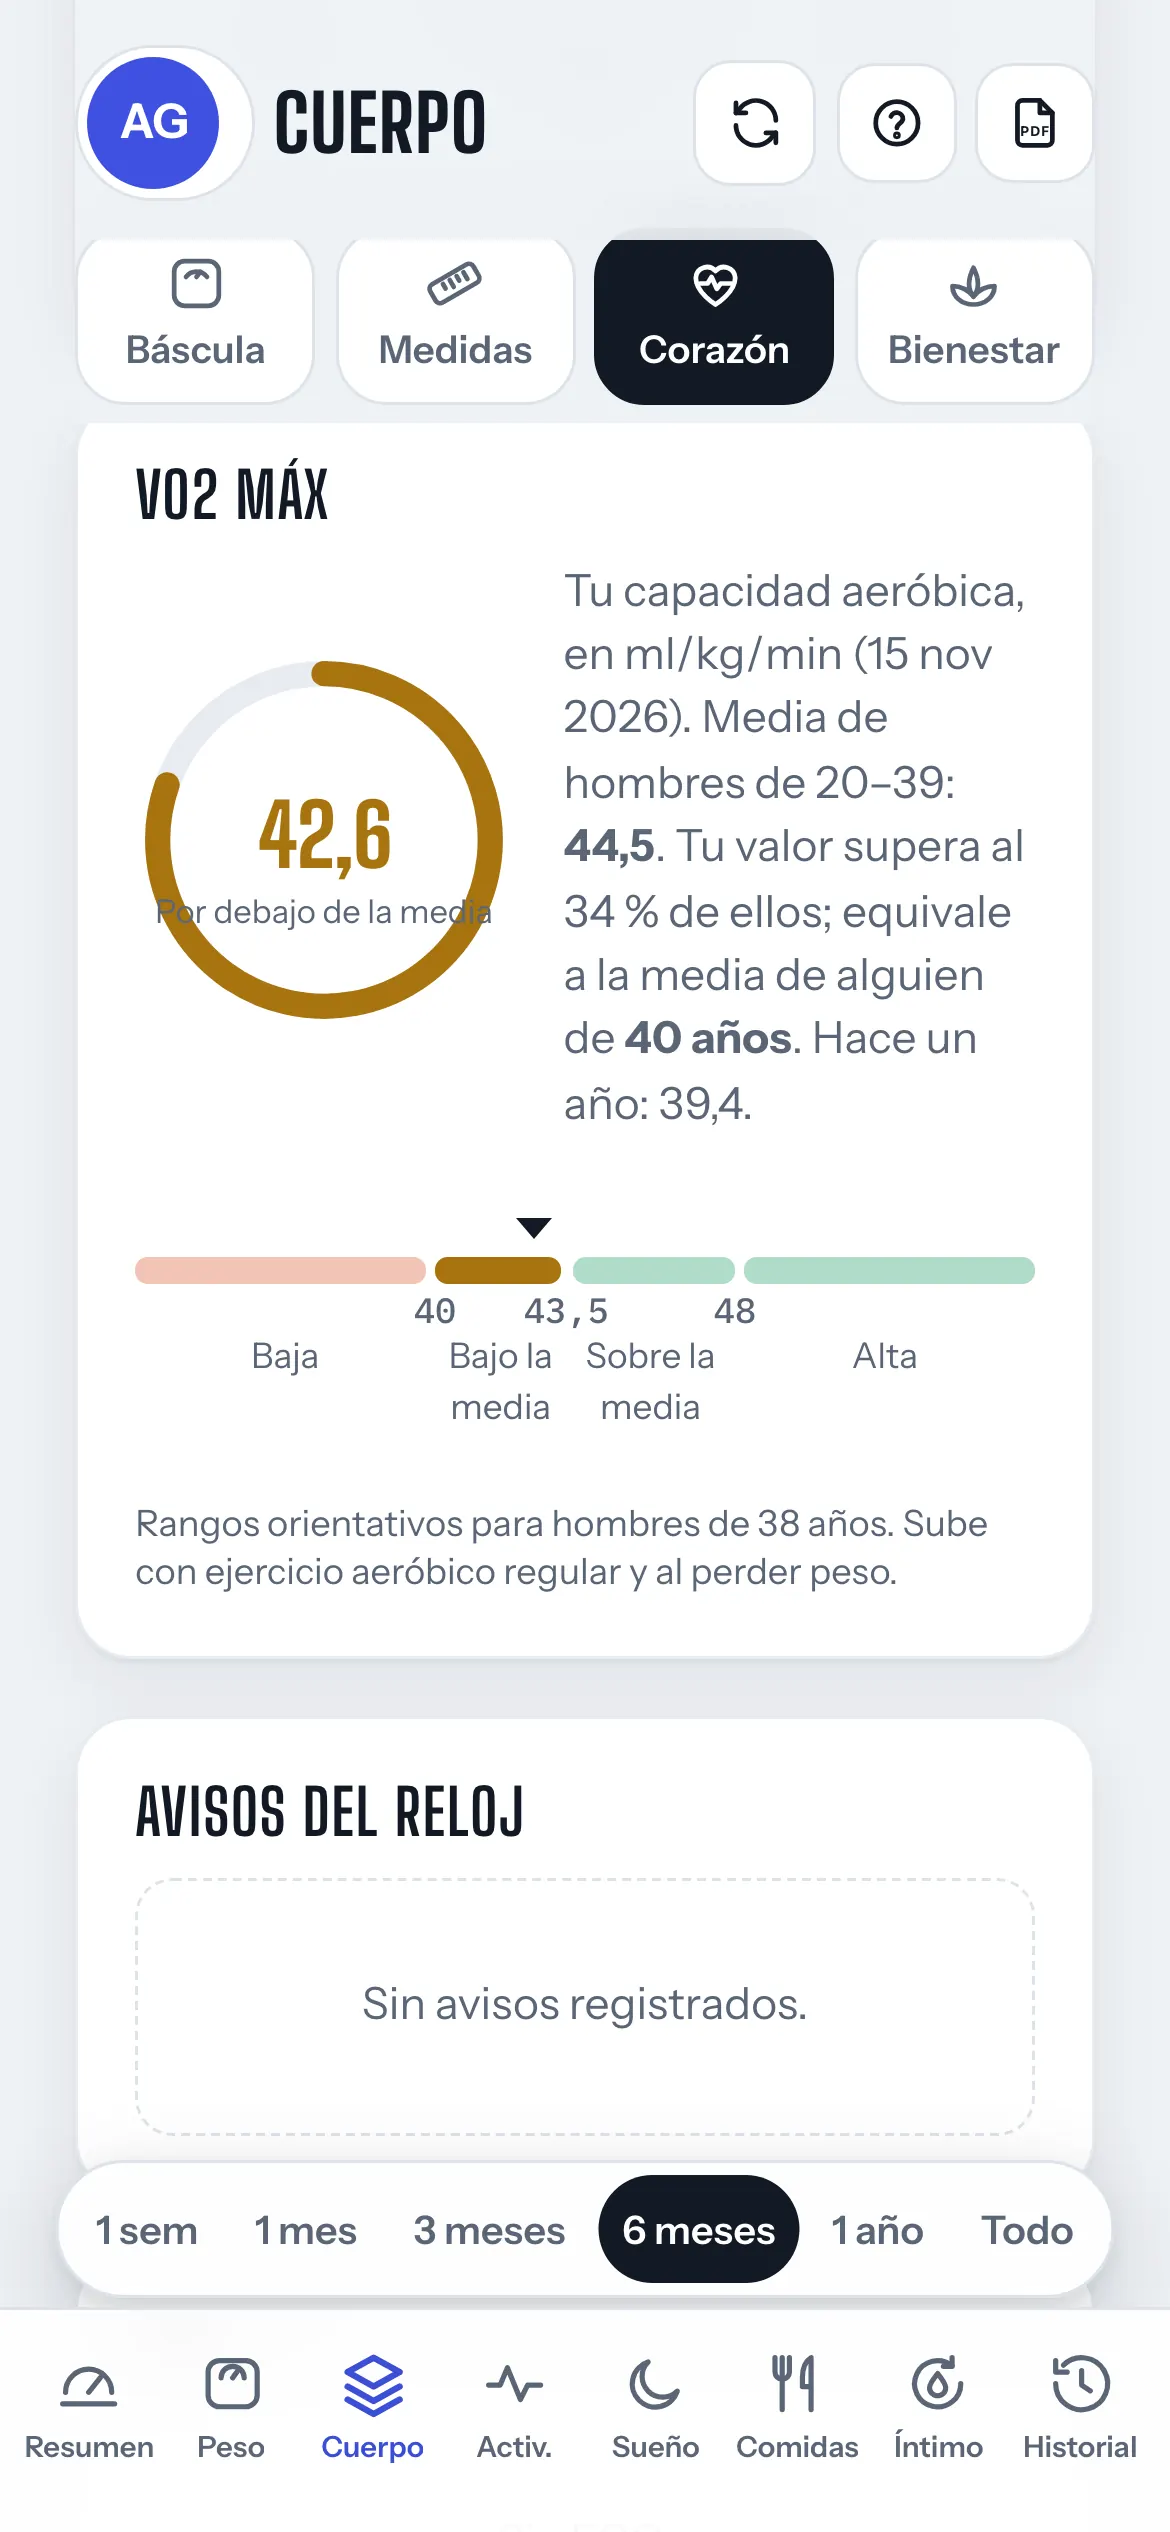 AG
CUERPO
PDF
Báscula
Medidas
Corazón
Bienestar
VO2 MÁX
42,6
Por debajo de la media
Tu capacidad aeróbica,
en ml/kg/min (15 nov
2026). Media de
hombres de 20–39:
44,5. Tu valor supera al
34 % de ellos; equivale
a la media de alguien
de 40 años. Hace un
año: 39,4.
40
43,5
48
Baja
Bajo la
media
Sobre la
media
Alta
Rangos orientativos para hombres de 38 años. Sube
con ejercicio aeróbico regular y al perder peso.
AVISOS DEL RELOJ
Sin avisos registrados.
1 sem
1 mes
3 meses
6 meses
1 año
Todo
Resumen
Peso
Cuerpo
Activ.
Sueño
Comidas
Íntimo
Historial